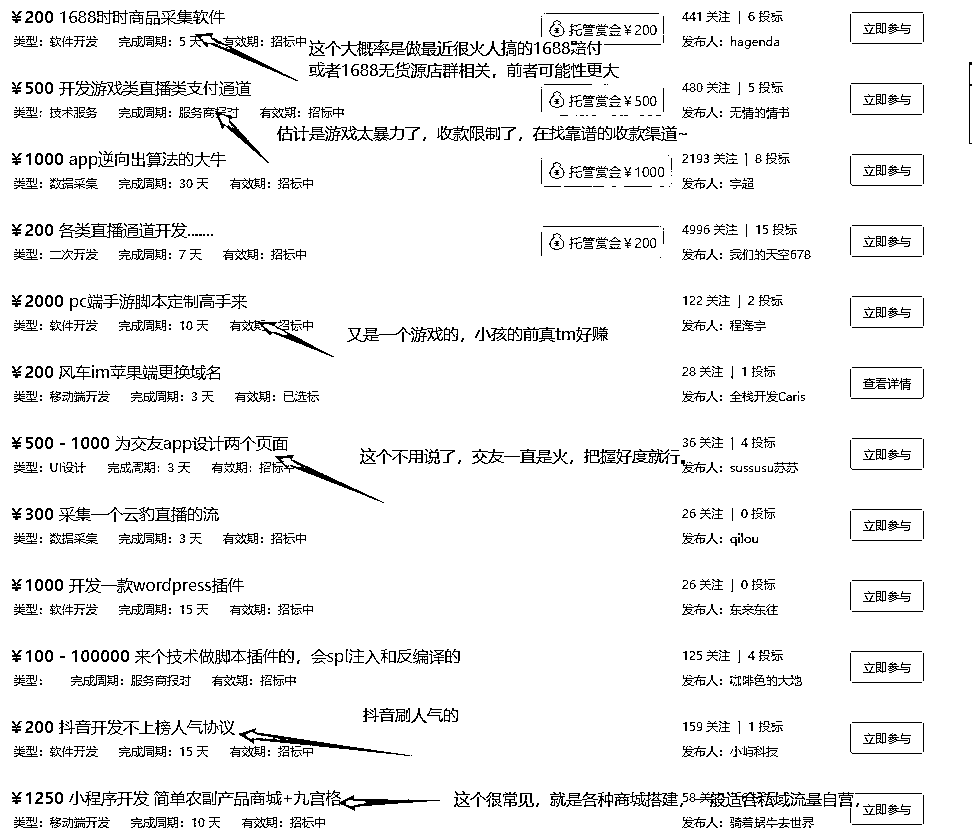 ¥200 1688时时商品采集软件
托管赏金¥200
441 关注 | 6 投标
立即参与
类型：软件开发 完成周期：5 天 有效期：招标中
发布人：hagenda
这个大概率是做最近很火人搞的1688赔付
或者1688无货源店群相关，前者可能性更大
¥500 开发游戏类直播类支付通道
托管赏金¥500
480 关注 | 5 投标
立即参与
类型：技术服务 完成周期：服务商探讨 有效期：招标中
发布人：无情的情书
估计是游戏太暴力了，收款限制了，在找靠谱的收款渠道~
¥1000 app逆向出算法的大牛
托管赏金¥1000
2193 关注 | 8 投标
立即参与
类型：数据采集 完成周期：30 天 有效期：招标中
发布人：宇超
¥200 各类直播通道开发.......
托管赏金¥200
4996 关注 | 15 投标
立即参与
类型：二次开发 完成周期：7 天 有效期：招标中
发布人：我们的天空678
¥2000 pc端手游脚本定制高手来
122 关注 | 2 投标
立即参与
类型：软件开发 完成周期：10 天 有效期：招标中
发布人：程海宇
又是一个游戏的，小孩的前真tm好赚
¥200 风车im苹果端更换域名
28 关注 | 1 投标
查看详情
类型：移动端开发 完成周期：3 天 有效期：已选标
发布人：全栈开发Caris
¥500 - 1000 为交友app设计两个页面
36 关注 | 4 投标
立即参与
这个不用说了，交友一直是火，把握好度就行，
类型：UI设计 完成周期：3 天 有效期：招标中
发布人：sussusu苏苏
¥300 采集一个云豹直播的流
26 关注 | 0 投标
立即参与
类型：数据采集 完成周期：3 天 有效期：招标中
发布人：qilou
¥1000 开发一款wordpress插件
26 关注 | 0 投标
立即参与
类型：软件开发 完成周期：15 天 有效期：招标中
发布人：东来东往
¥100 - 100000 来个技术做脚本插件的，会spl注入和反编译的
125 关注 | 4 投标
立即参与
类型： 完成周期：服务商探讨 有效期：招标中
发布人：咖啡色的大地
抖音刷人气的
¥200 抖音开发不上榜人气协议
159 关注 | 1 投标
立即参与
类型：软件开发 完成周期：15 天 有效期：招标中
发布人：小屿科技
¥1250 小程序开发 简单农副产品商城+九宫格
这个很常见，就是各种商城搭建，一般适合私域流量自营，
58 关注
立即参与
类型：移动端开发 完成周期：10 天 有效期：招标中
发布人：骑着蜗牛去世界